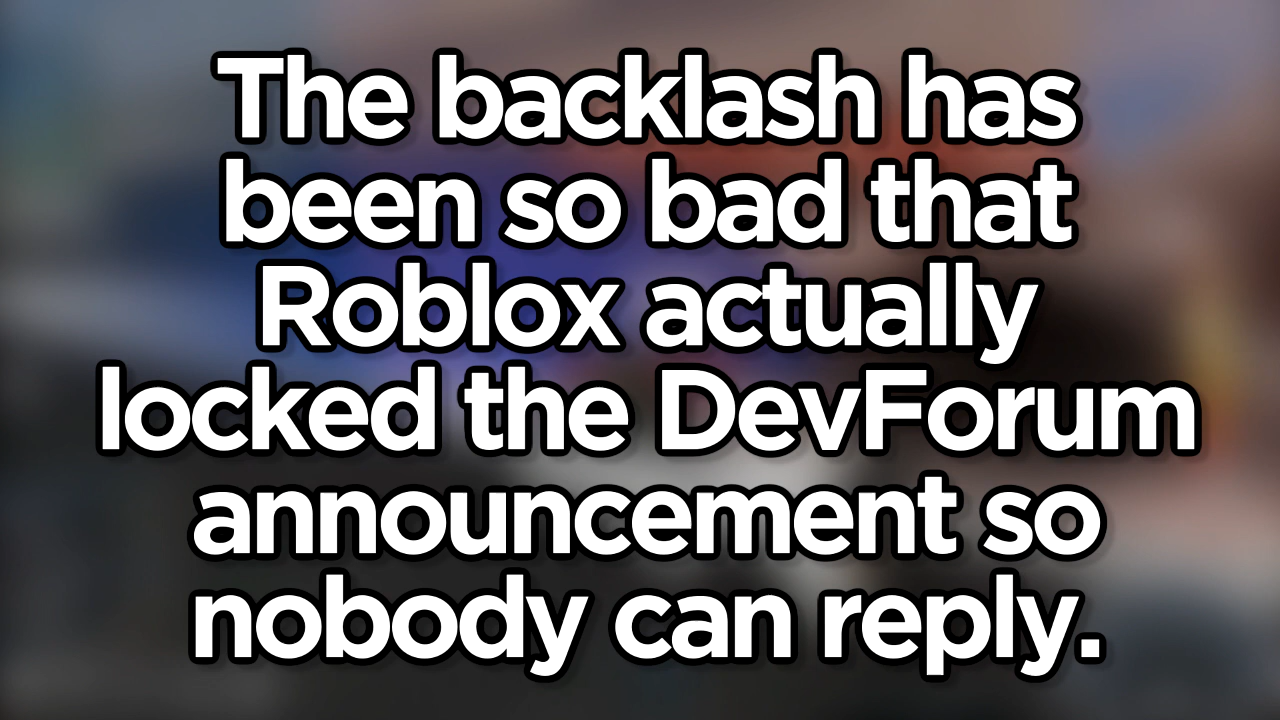 The backlash has
been so bad that
Roblox actually
locked the DevForum
announcement so
nobody can reply.